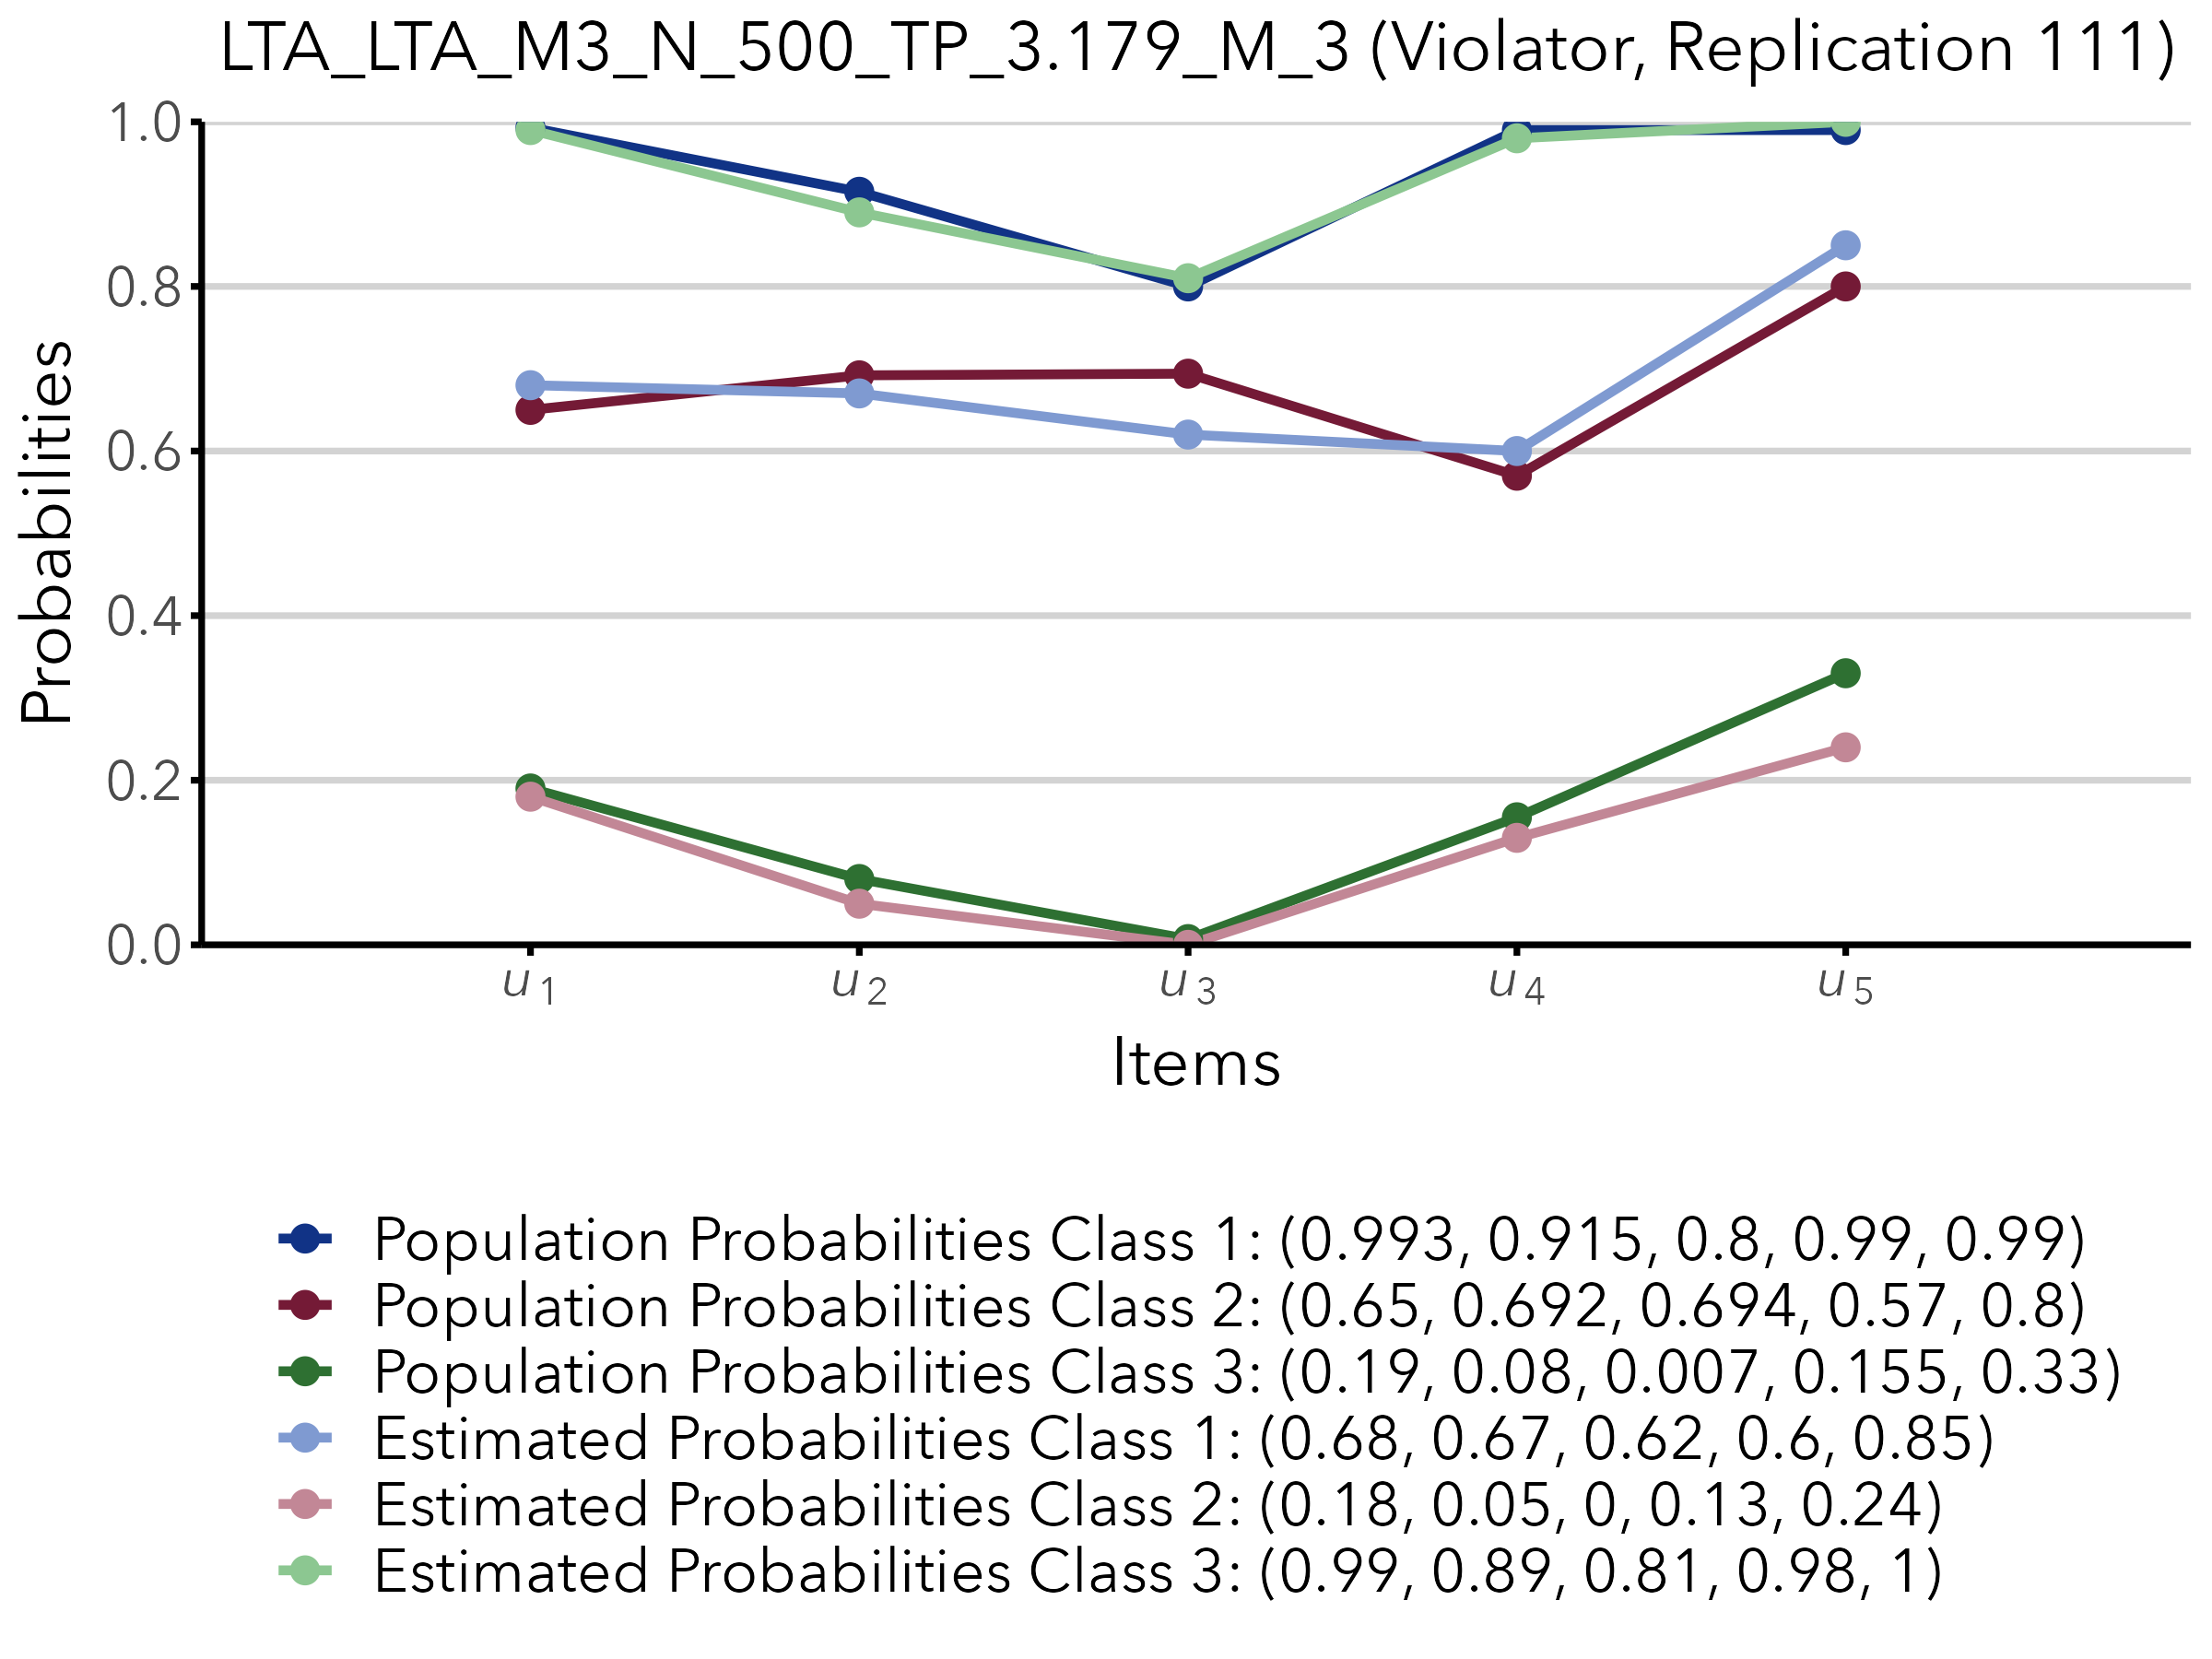 LTA_LTA_M3_N_500_TP_3.179_M_3 (Violator, Replication 111)
1.0
0.8
0.6
0.4
0.2
0.0
Probabilities
u1 u2 u3 u4 u5
Items
Population Probabilities Class 1: (0.993, 0.915, 0.8, 0.99, 0.99)
Population Probabilities Class 2: (0.65, 0.692, 0.694, 0.57, 0.8)
Population Probabilities Class 3: (0.19, 0.08, 0.007, 0.155, 0.33)
Estimated Probabilities Class 1: (0.68, 0.67, 0.62, 0.6, 0.85)
Estimated Probabilities Class 2: (0.18, 0.05, 0, 0.13, 0.24)
Estimated Probabilities Class 3: (0.99, 0.89, 0.81, 0.98, 1)